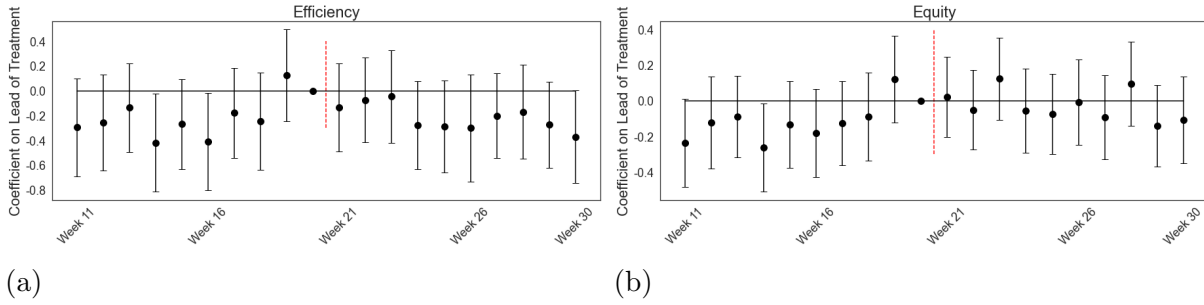 Efficiency
Coefficient on Lead of Treatment
0.4
0.2
0.0
-0.2
-0.4
-0.6
-0.8
Week 11
Week 16
Week 21
Week 26
Week 30
(a)
Equity
Coefficient on Lead of Treatment
0.4
0.2
0.0
-0.2
-0.4
Week 11
Week 16
Week 21
Week 26
Week 30
(b)